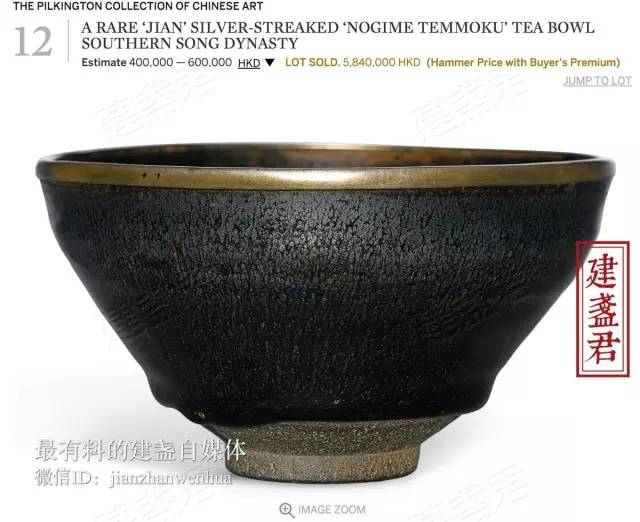 THE PILKINGTON COLLECTION OF CHINESE ART
12
A RARE ‘JIAN’ SILVER-STREAKED ‘NOGIME TEMMOKU’ TEA BOWL
SOUTHERN SONG DYNASTY
Estimate 400,000 — 600,000 HKD ▼ LOT SOLD. 5,840,000 HKD (Hammer Price with Buyer's Premium)
JUMP TO LOT
建盏君
最有料的建盏自媒体
微信ID：jianzhanwenhua
IMAGE ZOOM